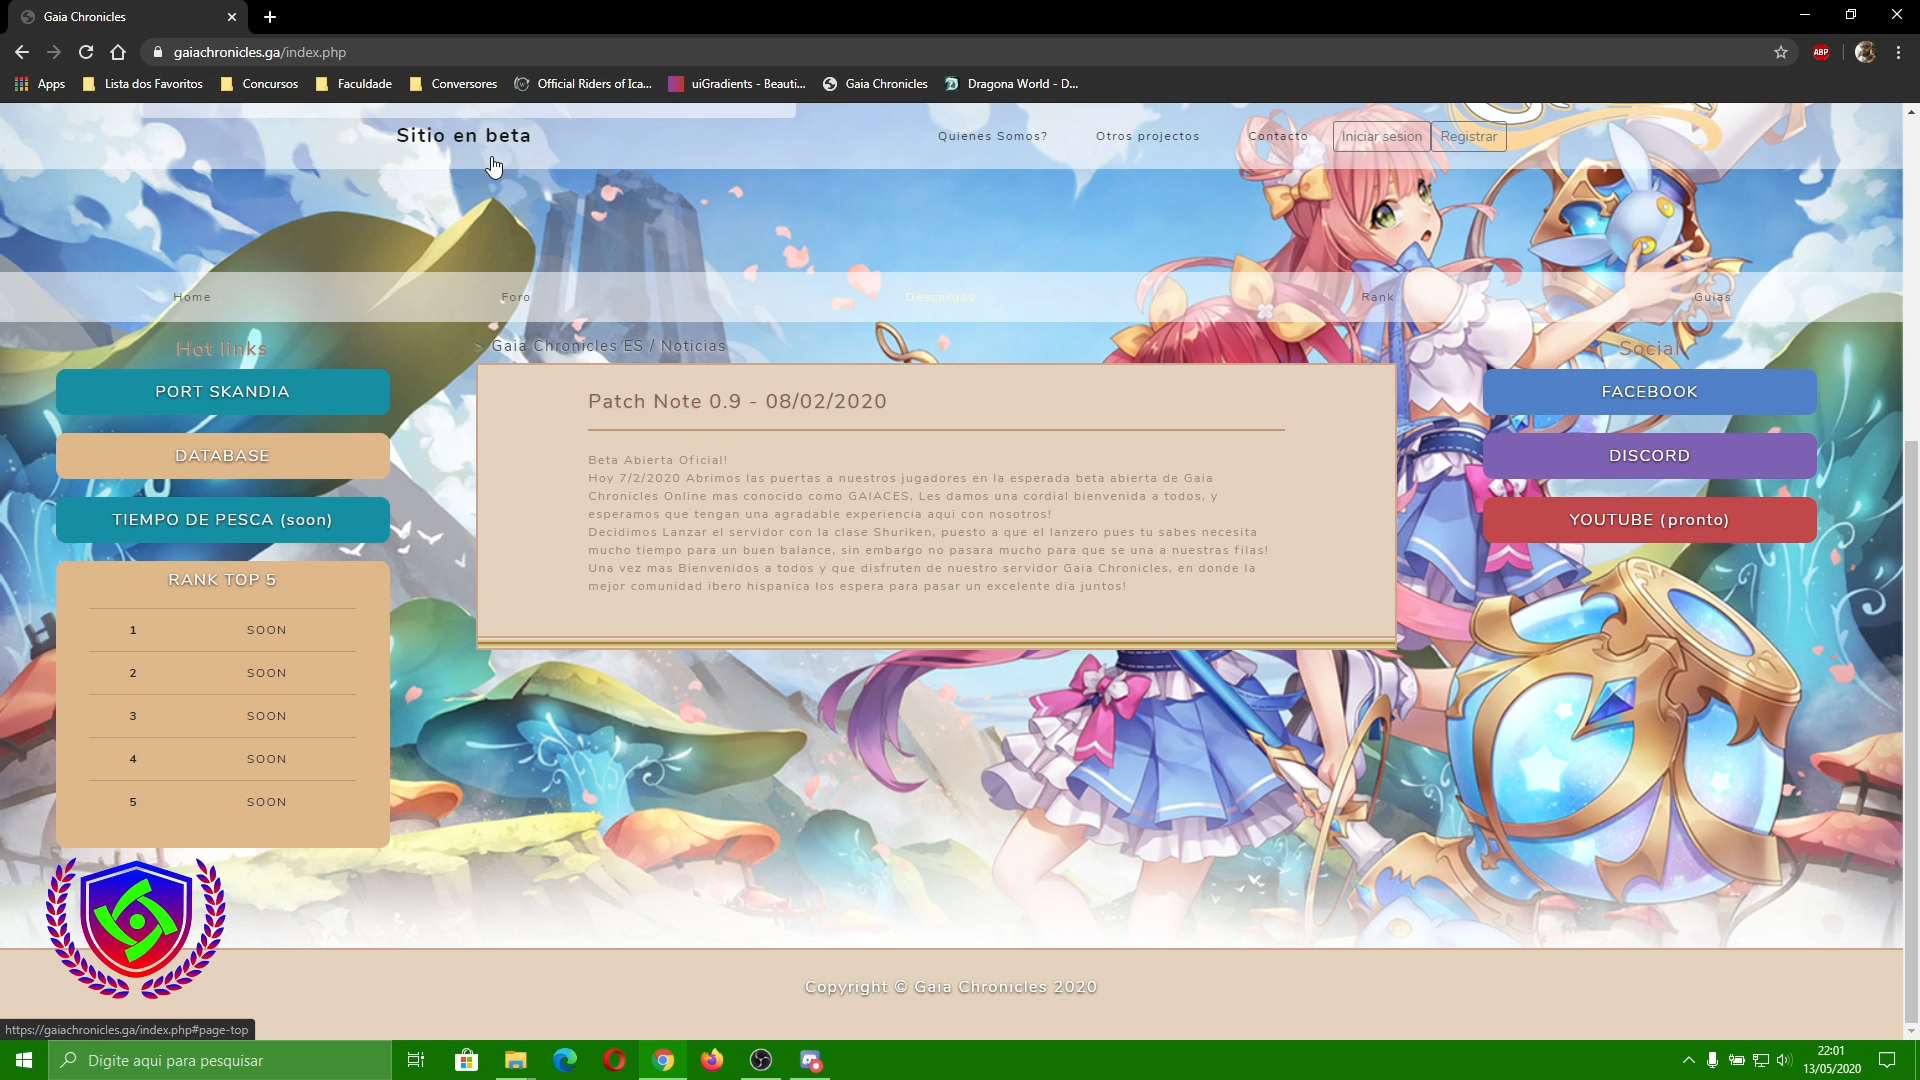 Gaia Chronicles
gaiachronicles.ga/index.php
ABP
Apps Lista dos Favoritos Concursos Faculdade Conversores Official Riders of Ica... uiGradients - Beauti... Gaia Chronicles Dragona World - D...
Sitio en beta
Quienes Somos? Otros projectos Contacto Iniciar sesion Registrar
Home Foro Descargas Rank Guias
Hot links
PORT SKANDIA
DATABASE
TIEMPO DE PESCA (soon)
RANK TOP 5
1 SOON
2 SOON
3 SOON
4 SOON
5 SOON
> Gaia Chronicles ES / Noticias
Patch Note 0.9 - 08/02/2020
Beta Abierta Oficial!
Hoy 7/2/2020 Abrimos las puertas a nuestros jugadores en la esperada beta abierta de Gaia
Chronicles Online mas conocido como GAIACES, Les damos una cordial bienvenida a todos, y
esperamos que tengan una agradable experiencia aqui con nosotros!
Decidimos Lanzar el servidor con la clase Shuriken, puesto a que el lanzero pues tu sabes necesita
mucho tiempo para un buen balance, sin embargo no pasara mucho para que se una a nuestras filas!
Una vez mas Bienvenidos a todos y que disfruten de nuestro servidor Gaia Chronicles, en donde la
mejor comunidad ibero hispanica los espera para pasar un excelente dia juntos!
Social
FACEBOOK
DISCORD
YOUTUBE (pronto)
Copyright © Gaia Chronicles 2020
https://gaiachronicles.ga/index.php#page-top
Digite aqui para pesquisar
22:01
13/05/2020